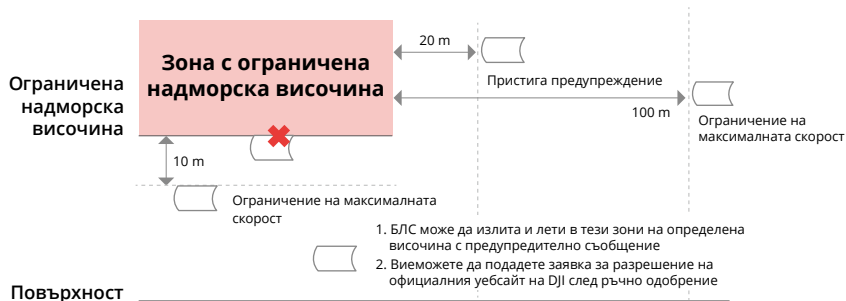 Зона с ограничена
надморска височина
20 m
Пристига предупреждение
100 m
Ограничение на
максималната скорост
Ограничена
надморска
височина
10 m
Ограничение на максималната
скорост
1. БЛС може да излита и лети в тези зони на определена
височина с предупредително съобщение
2. Виеможете да подадете заявка за разрешение на
официалния уебсайт на DJI след ръчно одобрение
Повърхност